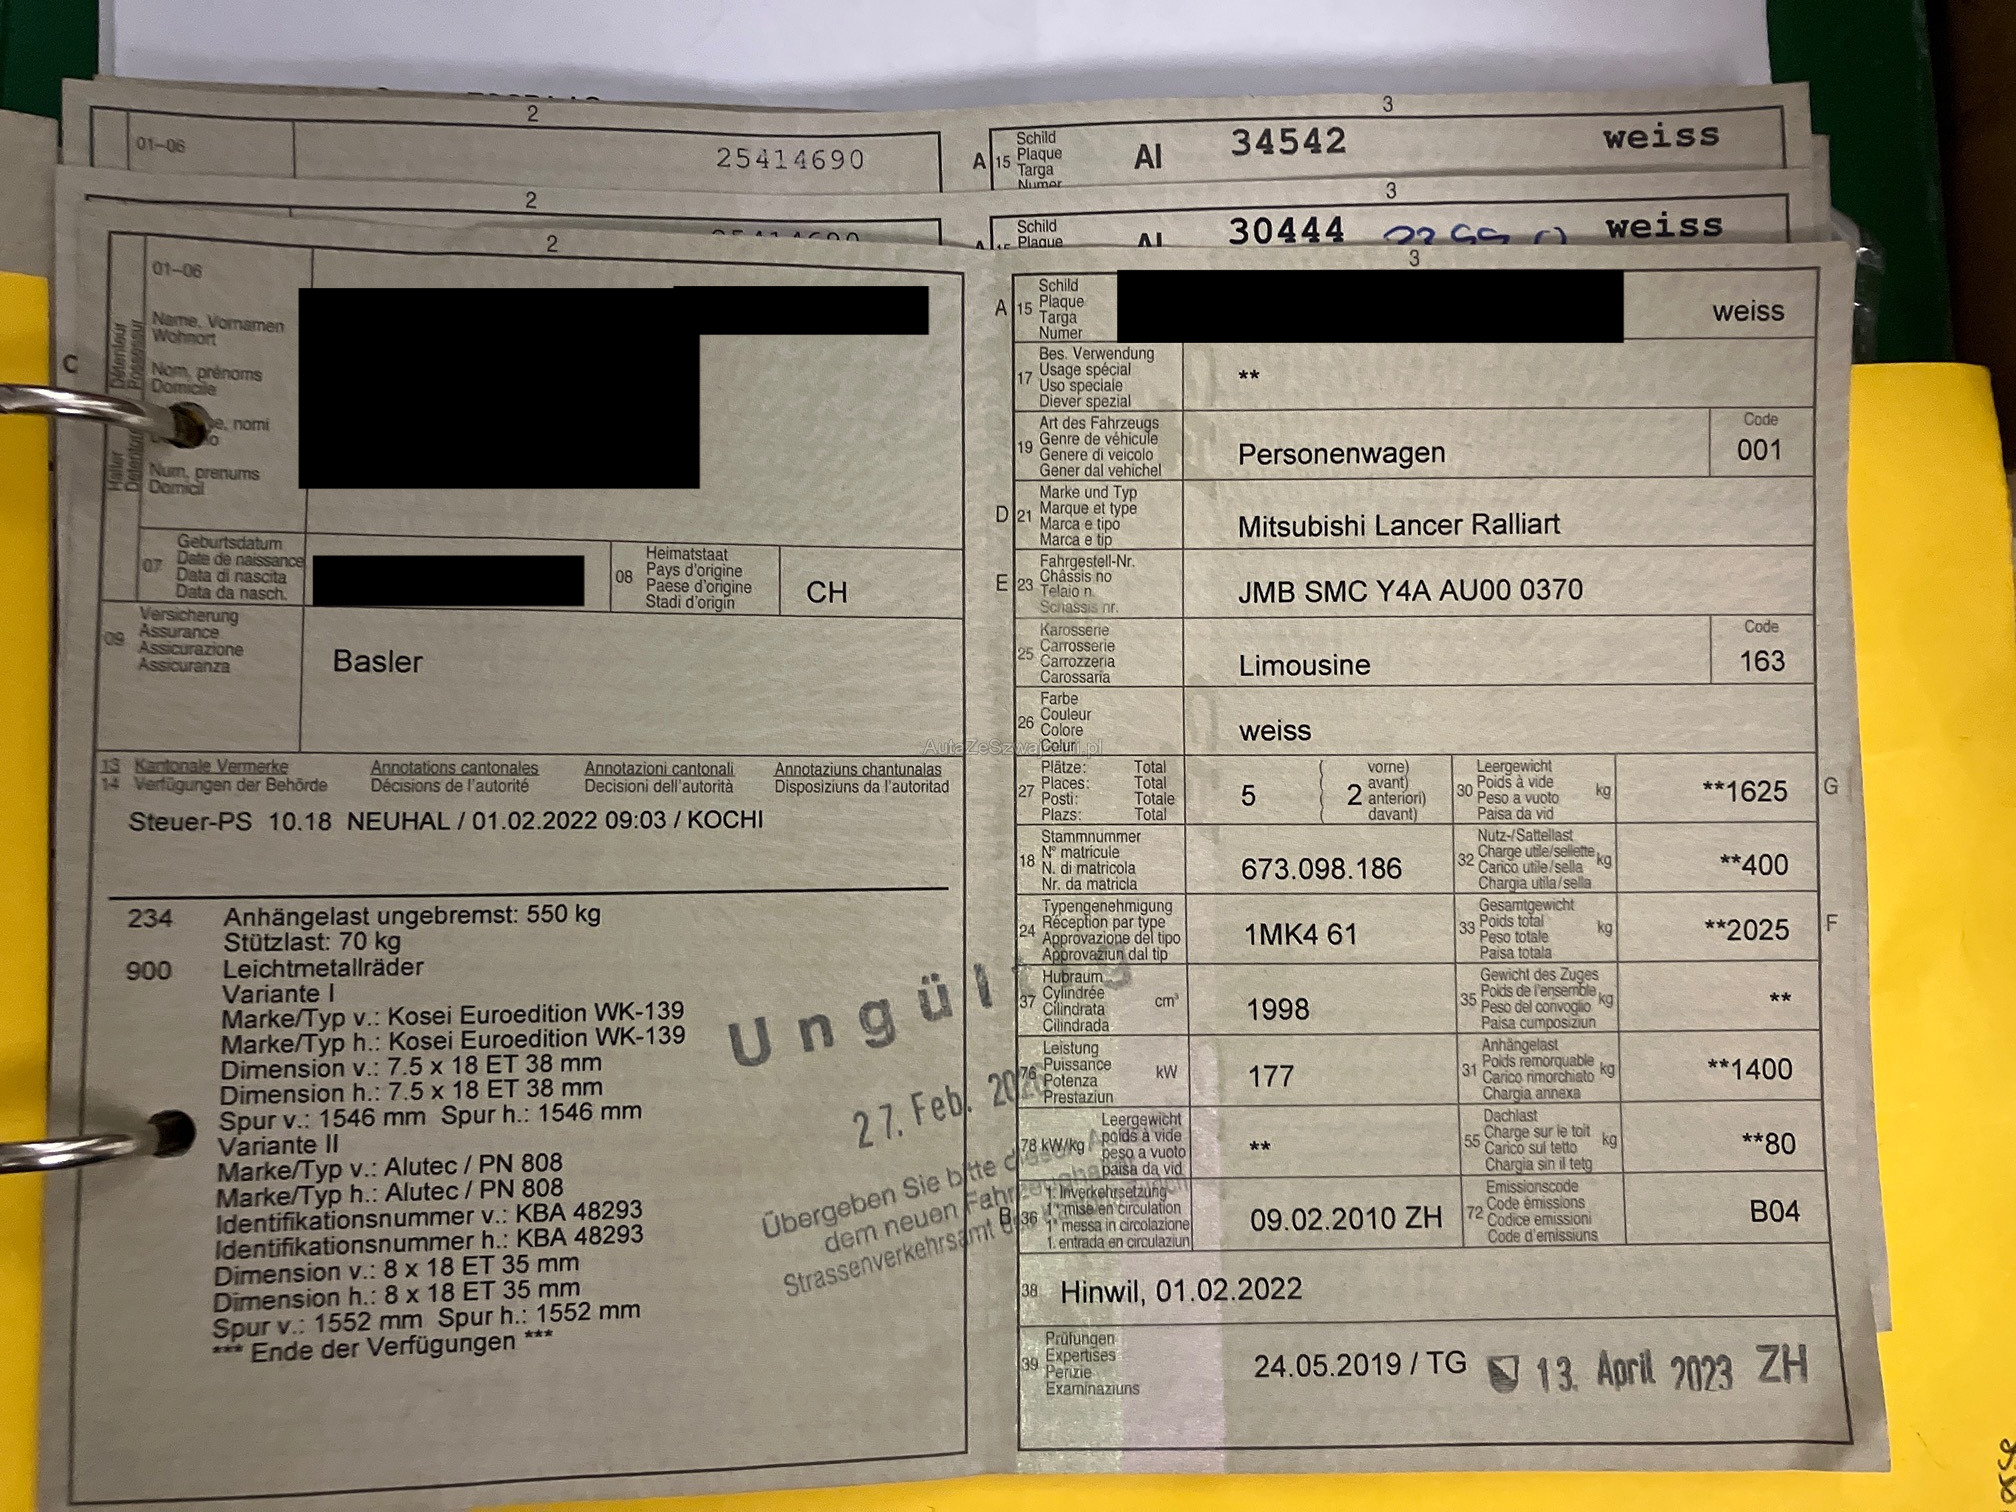 2
3
01–06
25414690
A
15
Schild
Plaque
Targa
Numer
AI
34542
weiss
2
3
Schild
Plaque
AI
30444
weiss
2
3
01–06
C
Name, Vornamen
Wohnort
Nom, prénoms
Domicile
nomi
Num, prenums
Domicil
07
Geburtsdatum
Date de naissance
Data di nascita
Data da nasch.
08
Heimatstaat
Pays d'origine
Paese d'origine
Stadi d'origin
CH
09
Versicherung
Assurance
Assicurazione
Assicuranza
Basler
13 Kantonale Vermerke Annotations cantonales Annotazioni cantonali Annotaziuns chantunalas
14 Verfügungen der Behörde Décisions de l'autorité Decisioni dell'autorità Disposiziuns da l'autoritad
Steuer-PS 10.18 NEUHAL / 01.02.2022 09:03 / KOCHI
234 Anhängelast ungebremst: 550 kg
Stützlast: 70 kg
900 Leichtmetallräder
Variante I
Marke/Typ v.: Kosei Euroedition WK-139
Marke/Typ h.: Kosei Euroedition WK-139
Dimension v.: 7.5 x 18 ET 38 mm
Dimension h.: 7.5 x 18 ET 38 mm
Spur v.: 1546 mm Spur h.: 1546 mm
Variante II
Marke/Typ v.: Alutec / PN 808
Marke/Typ h.: Alutec / PN 808
Identifikationsnummer v.: KBA 48293
Identifikationsnummer h.: KBA 48293
Dimension v.: 8 x 18 ET 35 mm
Dimension h.: 8 x 18 ET 35 mm
Spur v.: 1552 mm Spur h.: 1552 mm
*** Ende der Verfügungen ***
Ungültig
27. Feb.
Übergeben Sie bitte
dem neuen
Strassenverkehrsamt
A
15
Schild
Plaque
Targa
Numer
weiss
17
Bes. Verwendung
Usage spécial
Uso speciale
Diever spezial
**
19
Art des Fahrzeugs
Genre de véhicule
Genere di veicolo
Gener dal vehichel
Personenwagen
Code
001
D
21
Marke und Typ
Marque et type
Marca e tipo
Marca e tip
Mitsubishi Lancer Ralliart
E
23
Fahrgestell-Nr.
Châssis no
Telaio n.
Schassis nr.
JMB SMC Y4A AU00 0370
25
Karosserie
Carrosserie
Carrozzeria
Carossaria
Limousine
Code
163
26
Farbe
Couleur
Colore
Colur
weiss
AutaZeSzwajcarii.pl
27
Plätze: Total
Places: Total
Posti: Totale
Plazs: Total
5
( vorne)
( avant)
( anteriori)
( davant)
2
30
Leergewicht
Poids à vide
Peso a vuoto
Paisa da vid
kg
**1625
G
18
Stammnummer
N° matricule
N. di matricola
Nr. da matricla
673.098.186
32
Nutz-/Sattellast
Charge utile/sellette
Carico utile/sella
Chargia utila/sella
kg
**400
24
Typengenehmigung
Réception par type
Approvazione del tipo
Approvaziun dal tip
1MK4 61
33
Gesamtgewicht
Poids total
Peso totale
Paisa totala
kg
**2025
F
37
Hubraum
Cylindrée
Cilindrata
Cilindrada
cm³
1998
35
Gewicht des Zuges
Poids de l'ensemble
Peso del convoglio
Paisa cumposiziun
kg
**
76
Leistung
Puissance
Potenza
Prestaziun
kW
177
31
Anhängelast
Poids remorquable
Carico rimorchiato
Chargia annexa
kg
**1400
78 kW/kg
Leergewicht
poids à vide
peso a vuoto
paisa da vid
**
55
Dachlast
Charge sur le toit
Carico sul tetto
Chargia sin il tetg
kg
**80
B
36
1. Inverkehrsetzung
1re mise en circulation
1a messa in circolazione
1. entrada en circulaziun
09.02.2010 ZH
72
Emissionscode
Code émissions
Codice emissioni
Code d'emissiuns
B04
38
Hinwil, 01.02.2022
39
Prüfungen
Expertises
Perizie
Examinaziuns
24.05.2019 / TG
13. April 2023 ZH